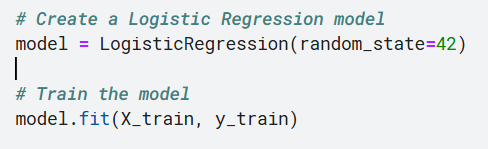 # Create a Logistic Regression model
model = LogisticRegression(random_state=42)
# Train the model
model.fit(X_train, y_train)